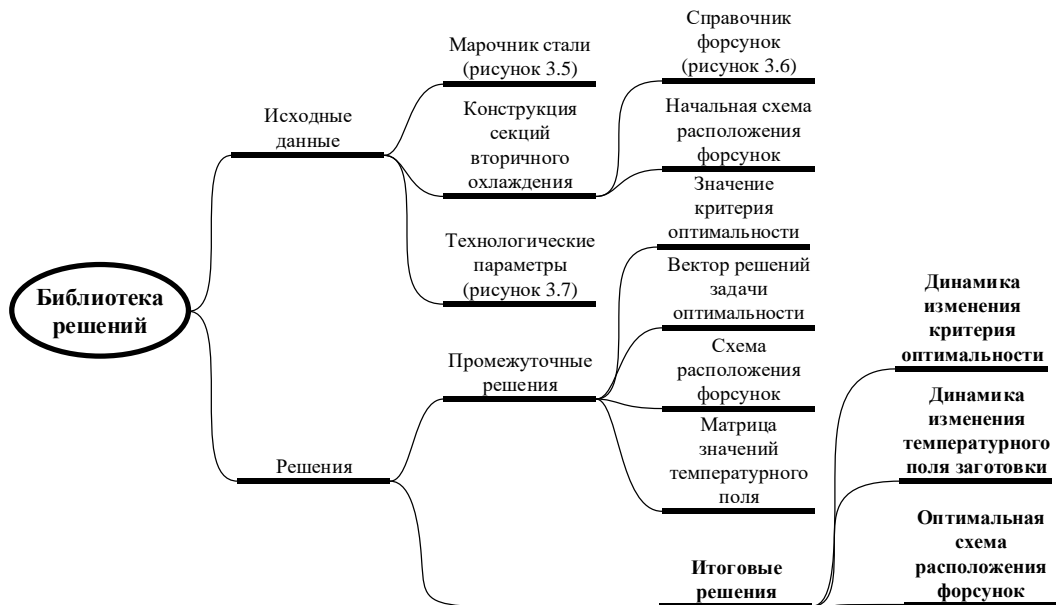 Библиотека
решений
Исходные
данные
Марочник стали
(рисунок 3.5)
Конструкция
секций
вторичного
охлаждения
Справочник
форсунок
(рисунок 3.6)
Начальная схема
расположения
форсунок
Технологические
параметры
(рисунок 3.7)
Решения
Промежуточные
решения
Значение
критерия
оптимальности
Вектор решений
задачи
оптимальности
Схема
расположения
форсунок
Матрица
значений
температурного
поля
Итоговые
решения
Динамика
изменения
критерия
оптимальности
Динамика
изменения
температурного
поля заготовки
Оптимальная
схема
расположения
форсунок